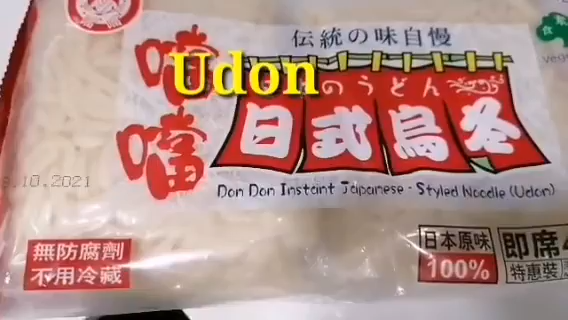 伝統の味自慢
噹噹
Udon
のうどん
日式烏冬
Don Don Instant Japanese-Styled Noodle (Udon)
.10.2021
無防腐劑
不用冷藏
日本原味
100%
即席
特惠裝